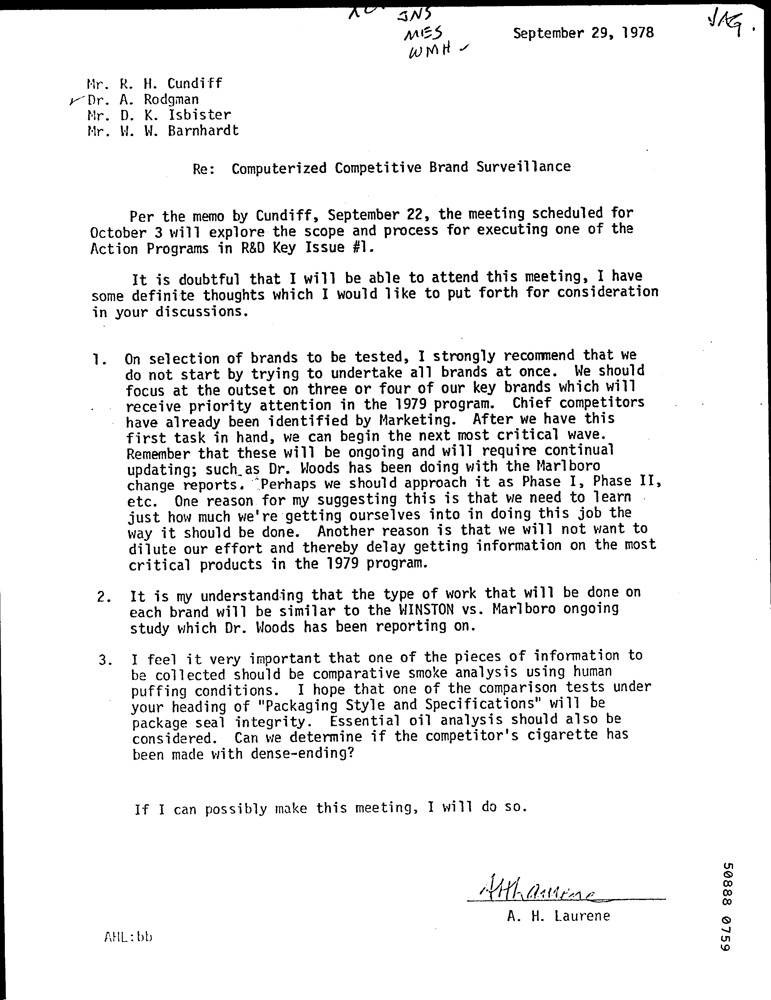 JNS
MES
WMH
September 29, 1978
Mr. R. H. Cundiff
Dr. A. Rodgman
Mr. D. K. Isbister
Mr. W. W. Barnhardt
Re: Computerized Competitive Brand Surveillance
Per the memo by Cundiff, September 22, the meeting scheduled for
October 3 will explore the scope and process for executing one of the
Action Programs in R&D Key Issue #1.
It is doubtful that I will be able to attend this meeting, I have
some definite thoughts which I would like to put forth for consideration
in your discussions.
1. On selection of brands to be tested, I strongly recommend that we
do not start by trying to undertake all brands at once. We should
focus at the outset on three or four of our key brands which will
receive priority attention in the 1979 program. Chief competitors
have already been identified by Marketing. After we have this
first task in hand, we can begin the next most critical wave.
Remember that these will be ongoing and will require continual
updating; such as Dr. Woods has been doing with the Marlboro
change reports. Perhaps we should approach it as Phase I, Phase II,
etc. One reason for my suggesting this is that we need to learn
just how much we're getting ourselves into in doing this job the
way it should be done. Another reason is that we will not want to
dilute our effort and thereby delay getting information on the most
critical products in the 1979 program.
2. It is my understanding that the type of work that will be done on
each brand will be similar to the WINSTON vs. Marlboro ongoing
study which Dr. Woods has been reporting on.
3. I feel it very important that one of the pieces of information to
be collected should be comparative smoke analysis using human
puffing conditions. I hope that one of the comparison tests under
your heading of "Packaging Style and Specifications" will be
package seal integrity. Essential oil analysis should also be
considered. Can we determine if the competitor's cigarette has
been made with dense-ending?
If I can possibly make this meeting, I will do so.
AHLaurene
A. H. Laurene
AHL:bb
50888 0759